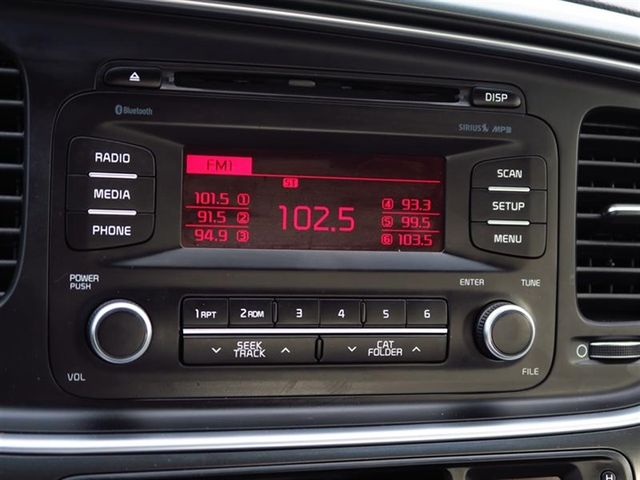 DISP
Bluetooth
SIRIUS MP3
RADIO
MEDIA
PHONE
FM1
ST
101.5 1
91.5 2
94.9 3
102.5
4 93.3
5 99.5
6 103.5
SCAN
SETUP
MENU
POWER
PUSH
VOL
1 RPT
2 RDM
3
4
5
6
SEEK
TRACK
CAT
FOLDER
ENTER
TUNE
FILE
H